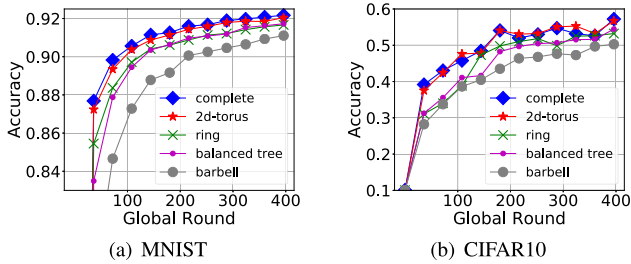 Accuracy
0.92
0.90
0.88
0.86
0.84
complete
2d-torus
ring
balanced tree
barbell
100
200
300
400
Global Round
(a) MNIST
Accuracy
0.6
0.5
0.4
0.3
0.2
0.1
complete
2d-torus
ring
balanced tree
barbell
0
100
200
300
400
Global Round
(b) CIFAR10